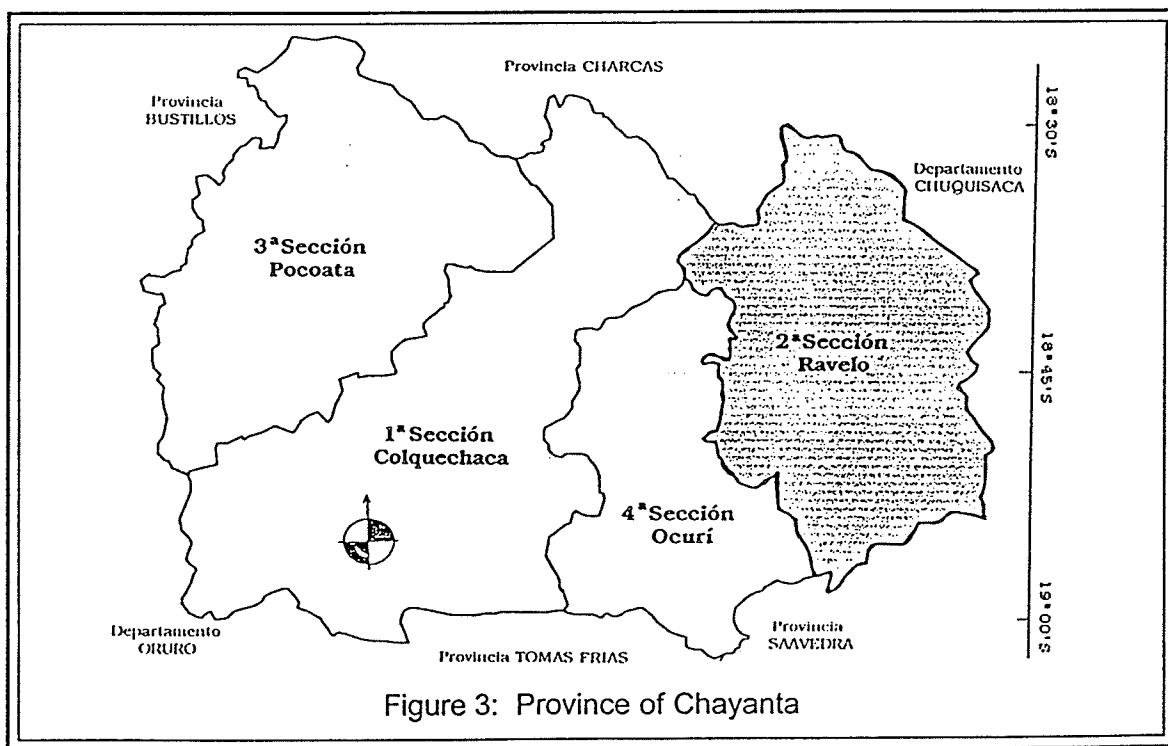 Provincia CHARCAS
Provincia
BUSTILLOS
18°30'S
Departamento
CHUQUISACA
3ªSección
Pocoata
2ªSección
Ravelo
18°45'S
1ªSección
Colquechaca
4ªSección
Ocurí
19°00'S
Departamento
ORURO
Provincia TOMAS FRIAS
Provincia
SAAVEDRA
Figure 3: Province of Chayanta